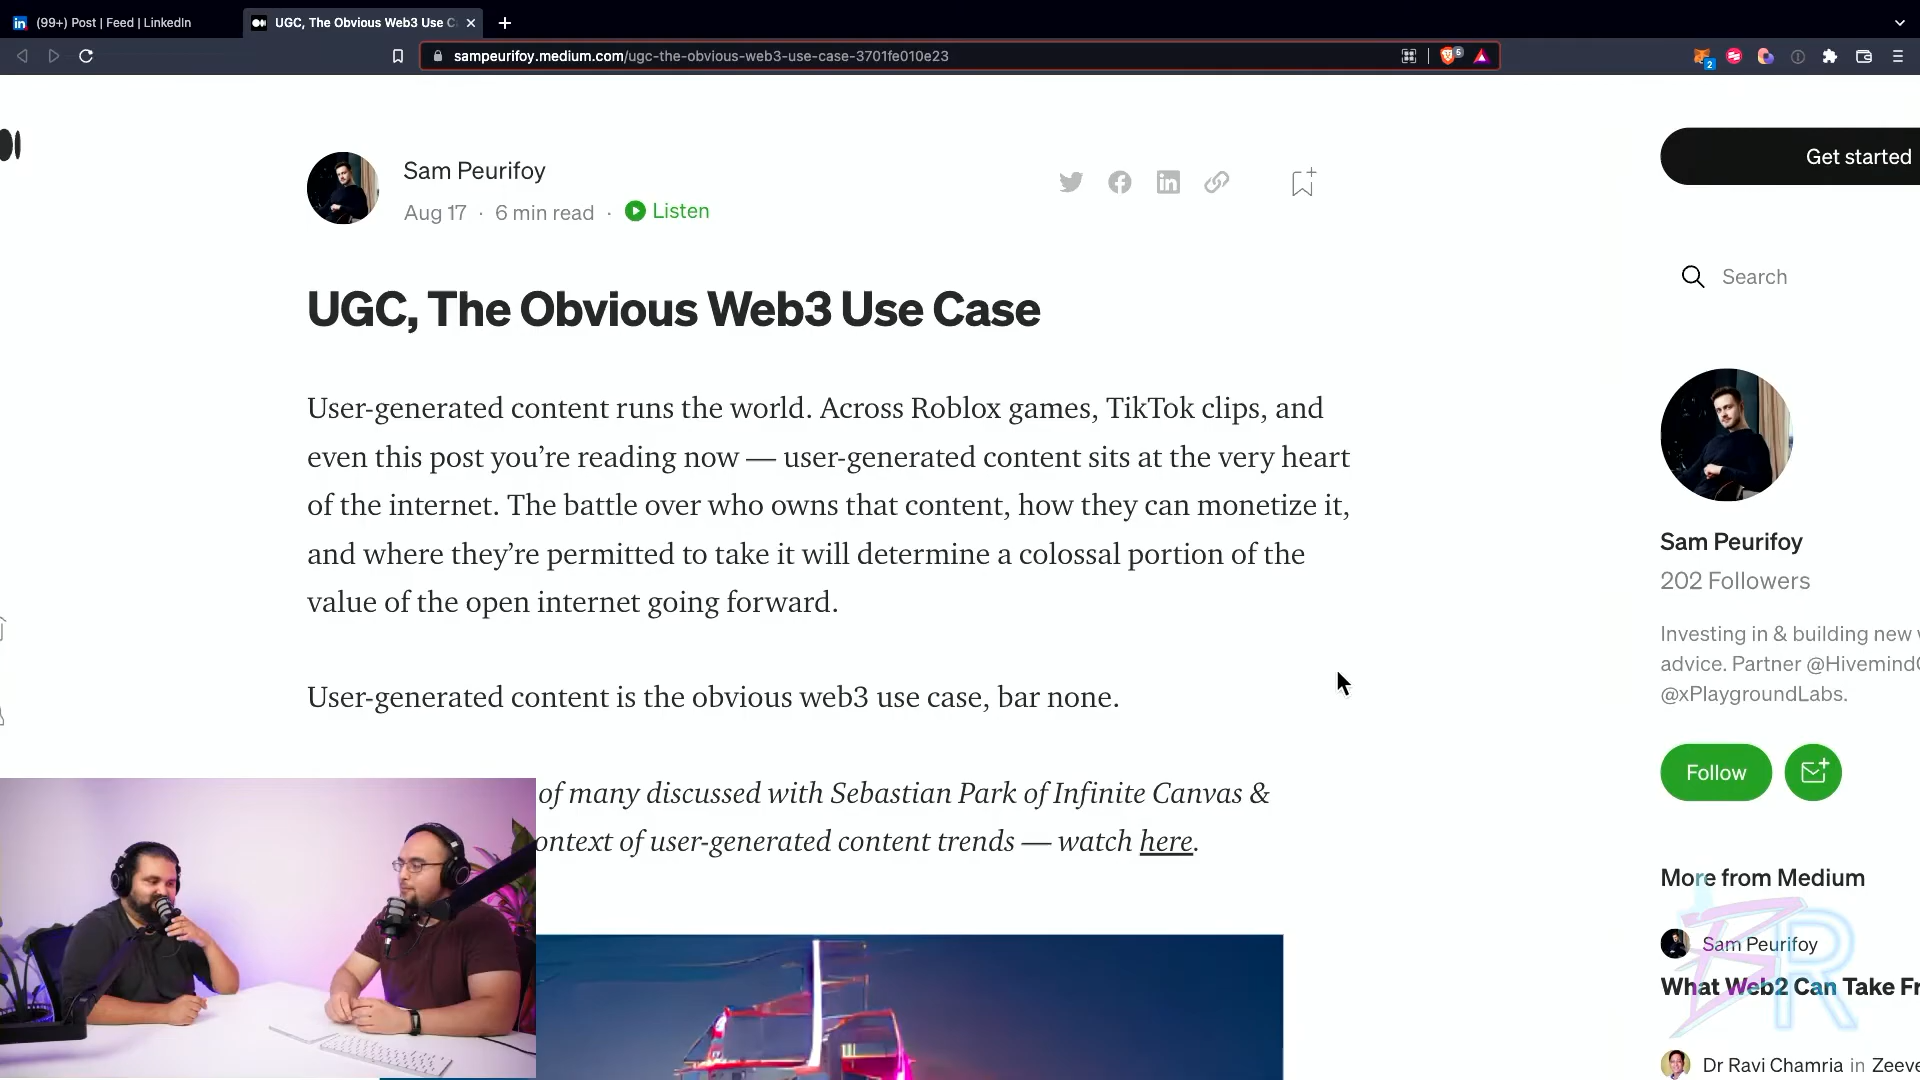 (99+) Post | Feed | LinkedIn
UGC, The Obvious Web3 Use C
sampeurifoy.medium.com/ugc-the-obvious-web3-use-case-3701fe010e23
5
2
Sam Peurifoy
Aug 17 · 6 min read · Listen
Get started
Search
UGC, The Obvious Web3 Use Case
User-generated content runs the world. Across Roblox games, TikTok clips, and
even this post you’re reading now — user-generated content sits at the very heart
of the internet. The battle over who owns that content, how they can monetize it,
and where they’re permitted to take it will determine a colossal portion of the
value of the open internet going forward.
User-generated content is the obvious web3 use case, bar none.
of many discussed with Sebastian Park of Infinite Canvas &
ontext of user-generated content trends — watch here.
Sam Peurifoy
202 Followers
Investing in & building new
advice. Partner @Hivemind
@xPlaygroundLabs.
Follow
More from Medium
Sam Peurifoy
What Web2 Can Take Fr
BR
Dr Ravi Chamria in Zeeve